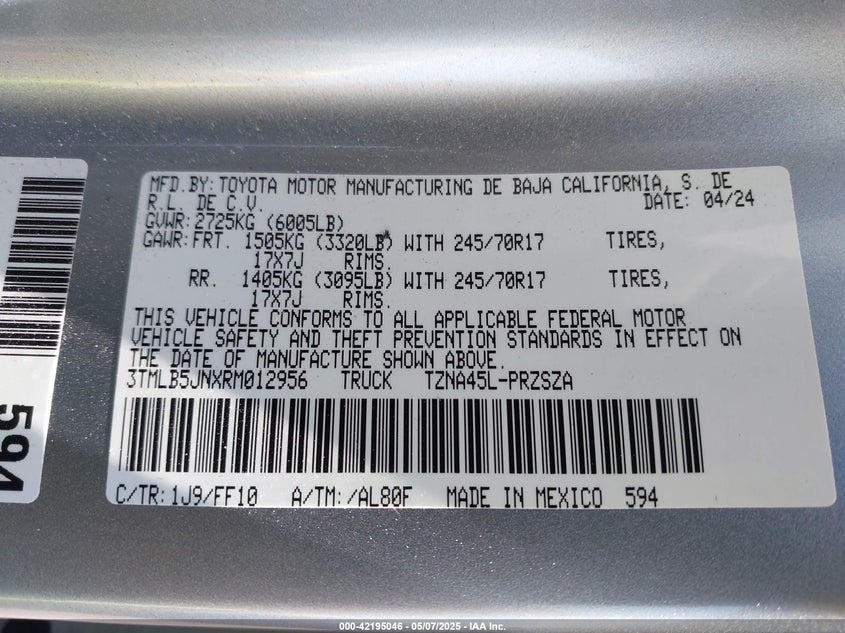 MFD.BY:TOYOTA MOTOR MANUFACTURING DE BAJA CALIFORNIA, S. DE
R.L. DE C.V. DATE: 04/24
GVWR:2725KG (6005LB)
GAWR:FRT. 1505KG (3320LB) WITH 245/70R17 TIRES,
17X7J RIMS.
RR. 1405KG (3095LB) WITH 245/70R17 TIRES,
17X7J RIMS.
THIS VEHICLE CONFORMS TO ALL APPLICABLE FEDERAL MOTOR
VEHICLE SAFETY AND THEFT PREVENTION STANDARDS IN EFFECT ON
THE DATE OF MANUFACTURE SHOWN ABOVE.
3TMLB5JNXRM012956 TRUCK TZNA45L-PRZSZA
C/TR:1J9/FF10 A/TM:/AL80F MADE IN MEXICO 594
594
000-42195046 - 05/07/2025 - IAA Inc.